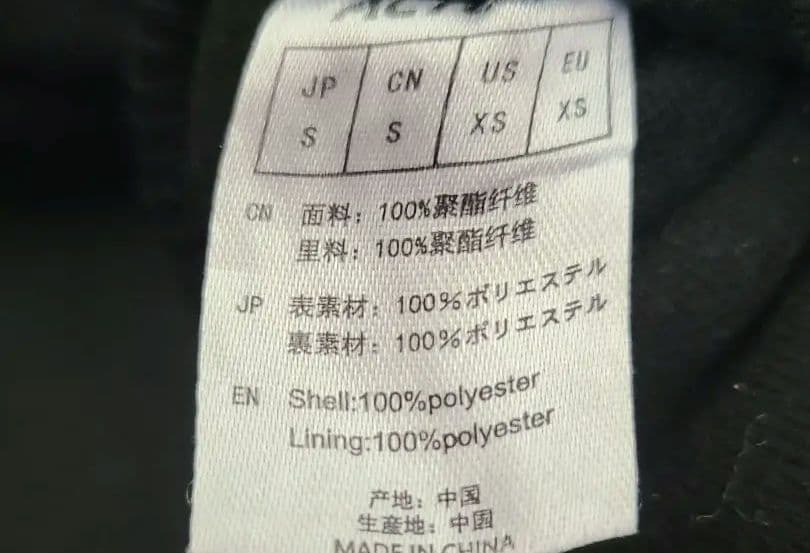 JP CN US EU
S S XS XS
CN 面料：100%聚酯纤维
里料：100%聚酯纤维
JP 表素材：100%ポリエステル
裏素材：100%ポリエステル
EN Shell:100%polyester
Lining:100%polyester
产地：中国
生産地：中国
MADE IN CHINA